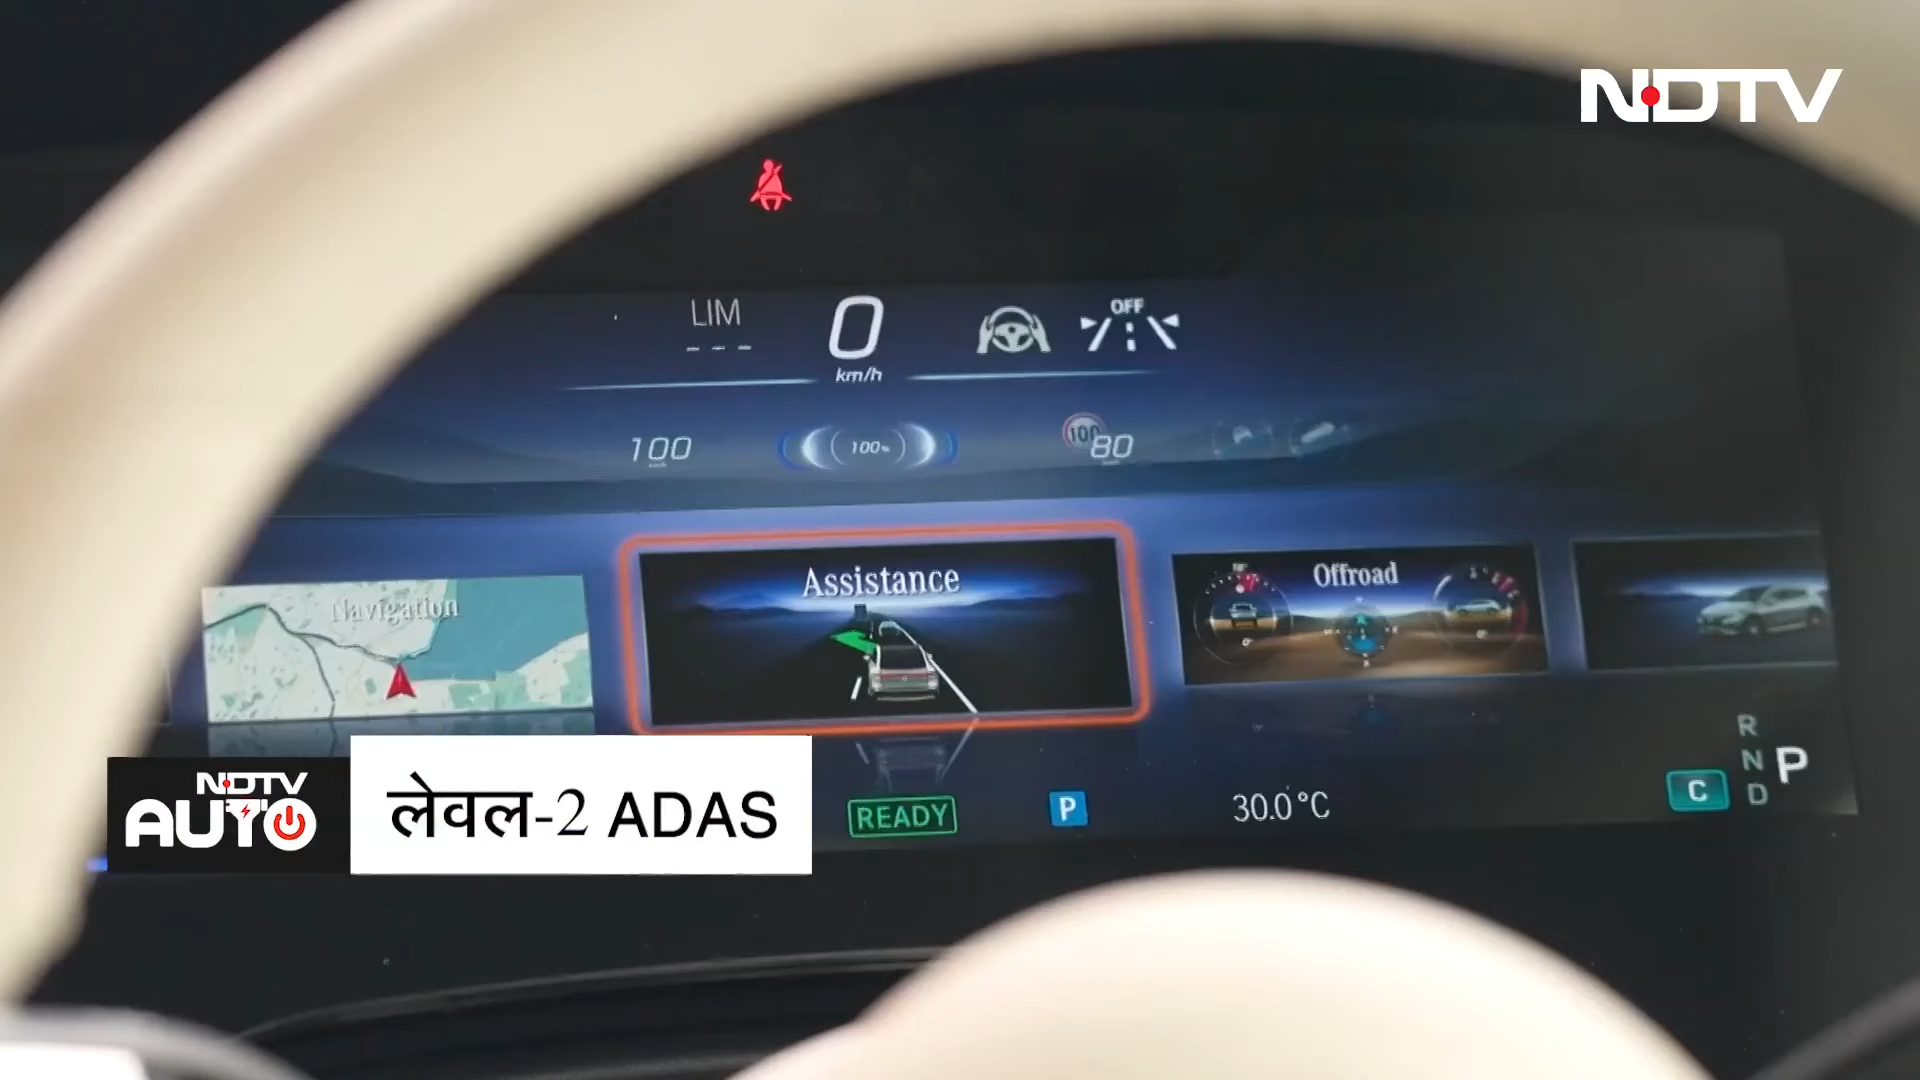 NDTV
LIM
- - -
0
km/h
OFF
100
100%
100
80
Navigation
Assistance
Offroad
R
N
D
P
C
READY
P
30.0°C
NDTV
AUTO
लेवल-2 ADAS